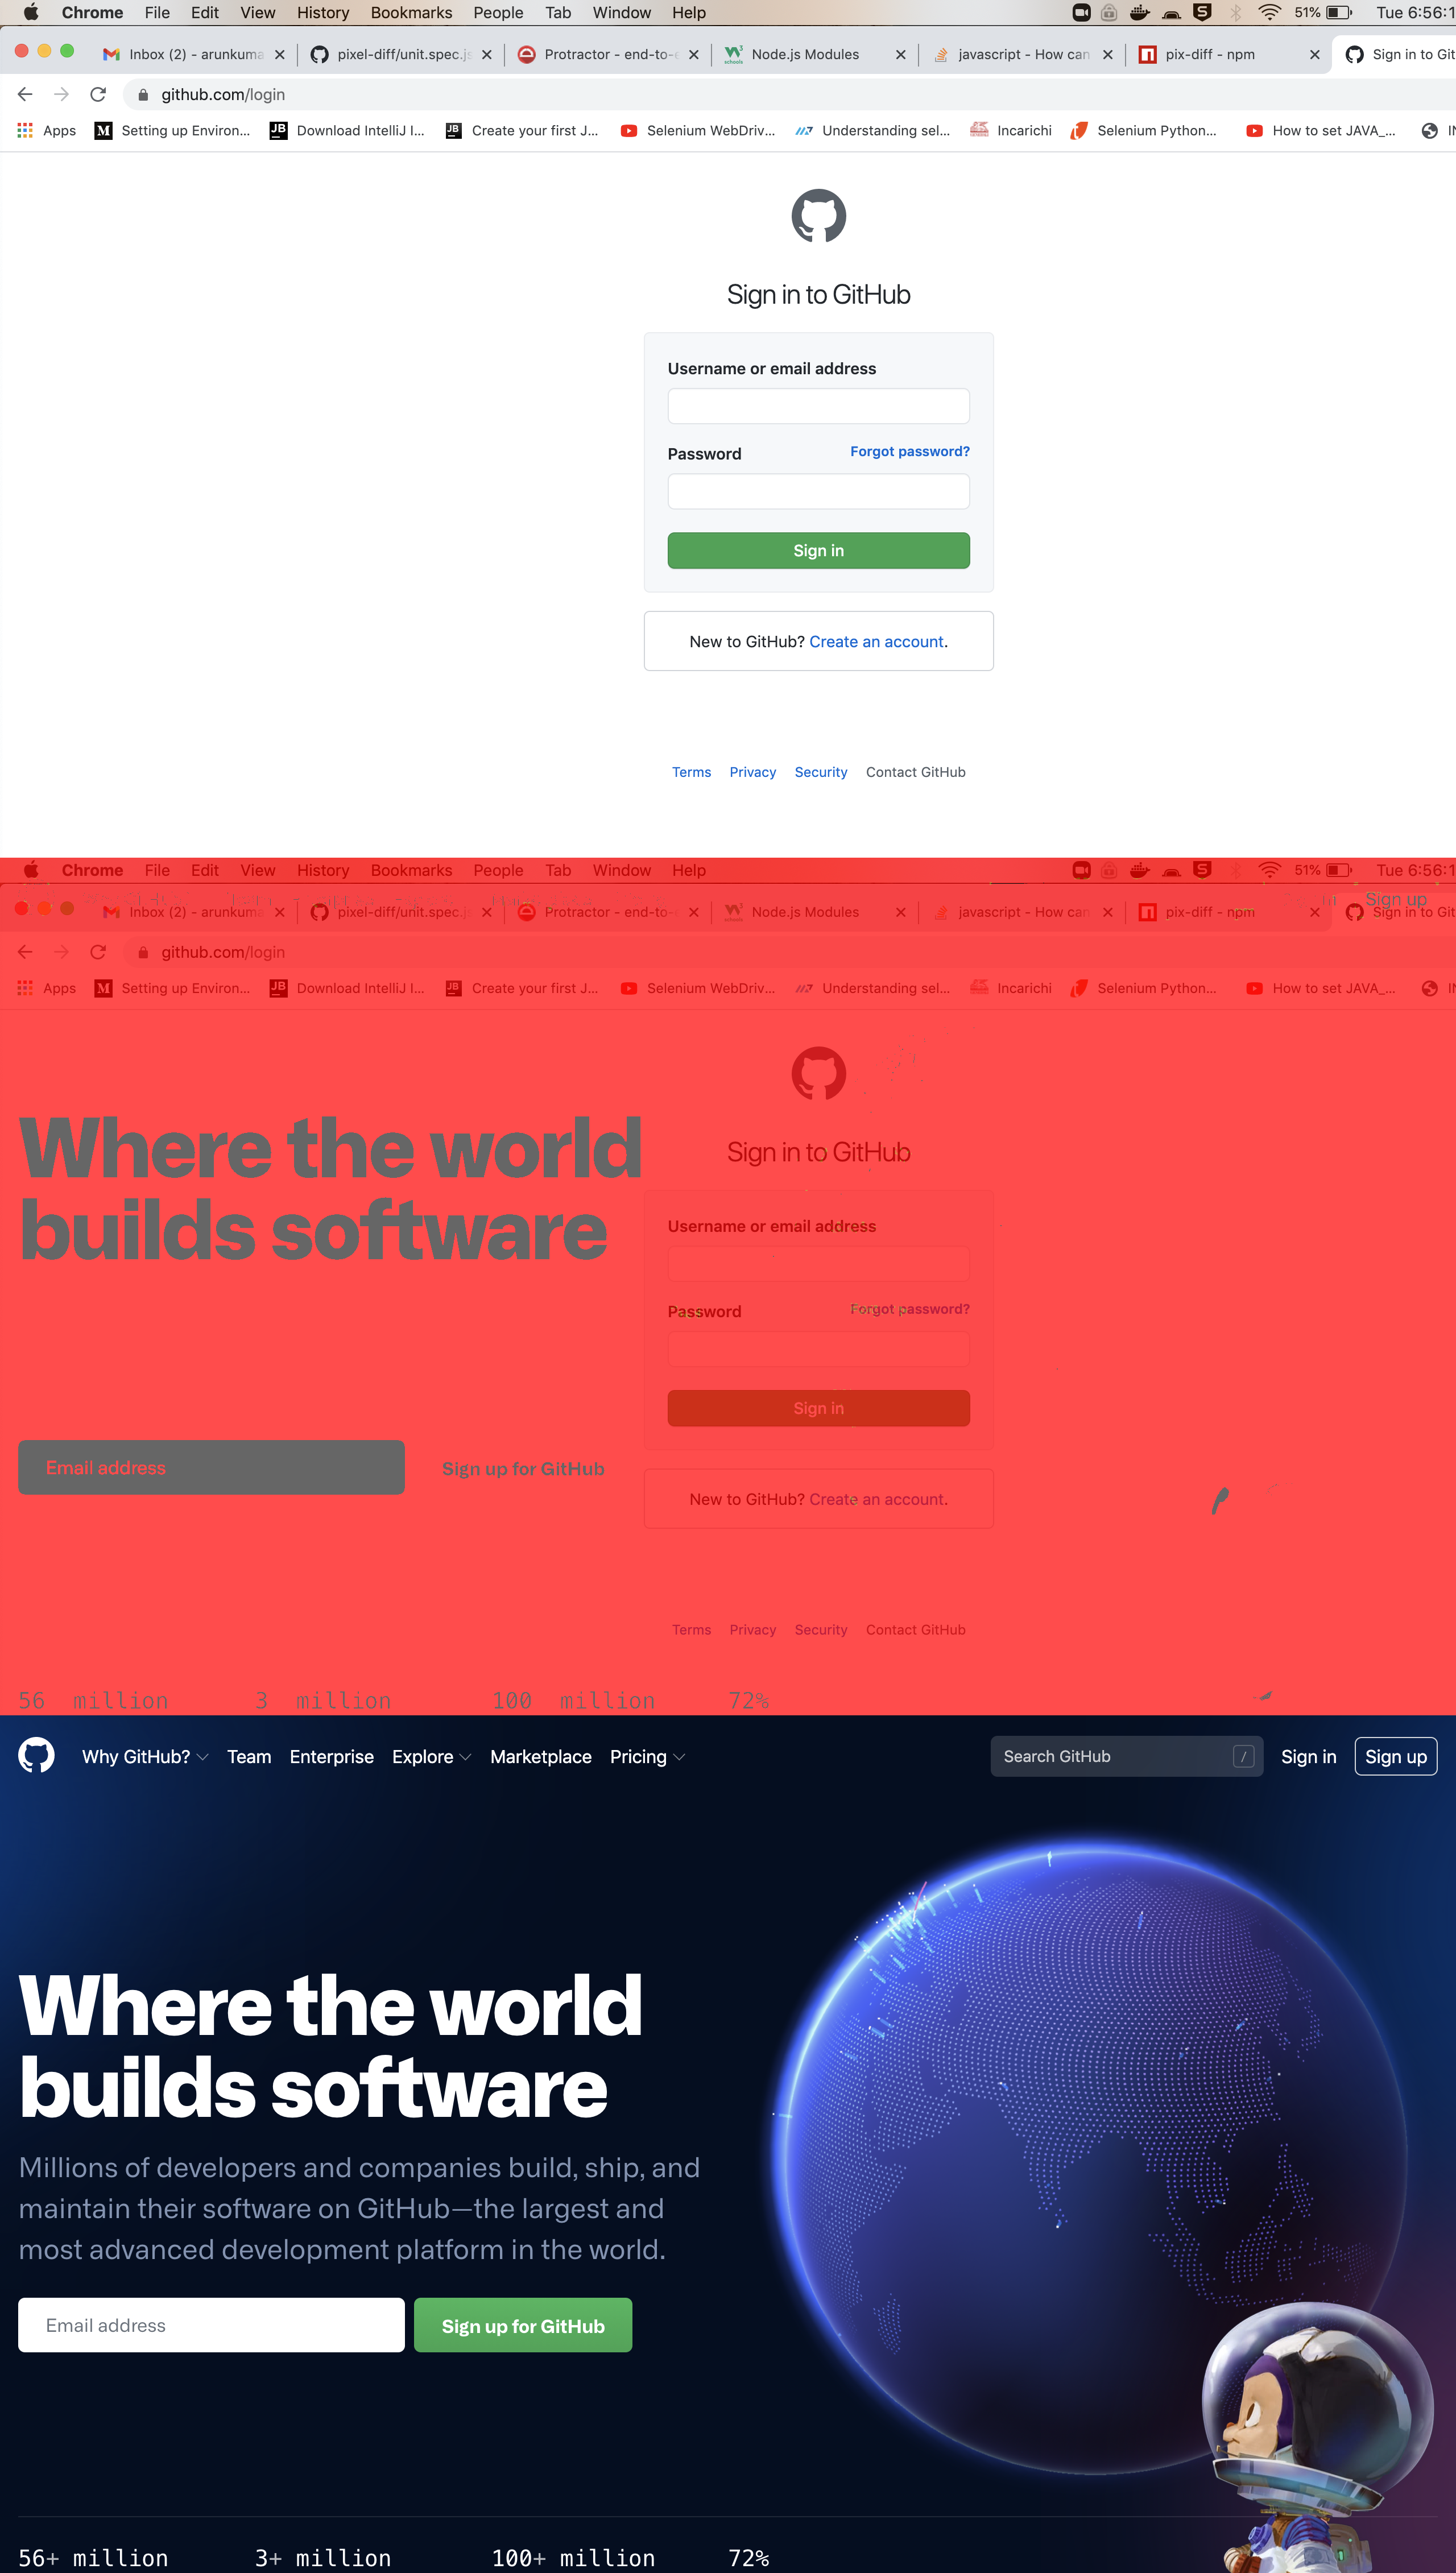 Chrome File Edit View History Bookmarks People Tab Window Help 51% Tue 6:56:1
Inbox (2) - arunkuma pixel-diff/unit.spec.js Protractor - end-to-e Node.js Modules javascript - How can pix-diff - npm Sign in to Git
github.com/login
Apps Setting up Environ... Download IntelliJ I... Create your first J... Selenium WebDriv... Understanding sel... Incarichi Selenium Python... How to set JAVA_...
Sign in to GitHub
Username or email address
Password Forgot password?
Sign in
New to GitHub? Create an account.
Terms Privacy Security Contact GitHub
Chrome File Edit View History Bookmarks People Tab Window Help 51% Tue 6:56:1
Sign up
Inbox (2) - arunkuma pixel-diff/unit.spec.js Protractor - end-to- Node.js Modules javascript - How can pix-diff - npm Sign in to Git
github.com/login
Apps Setting up Environ... Download IntelliJ I... Create your first J... Selenium WebDriv... Understanding sel... Incarichi Selenium Python... How to set JAVA_...
Where the world
builds software
Sign in to GitHub
Username or email address
Password Forgot password?
Sign in
Email address Sign up for GitHub
New to GitHub? Create an account.
Terms Privacy Security Contact GitHub
56 million 3 million 100 million 72%
Why GitHub? Team Enterprise Explore Marketplace Pricing Search GitHub / Sign in Sign up
Where the world
builds software
Millions of developers and companies build, ship, and
maintain their software on GitHub—the largest and
most advanced development platform in the world.
Email address Sign up for GitHub
56+ million 3+ million 100+ million 72%